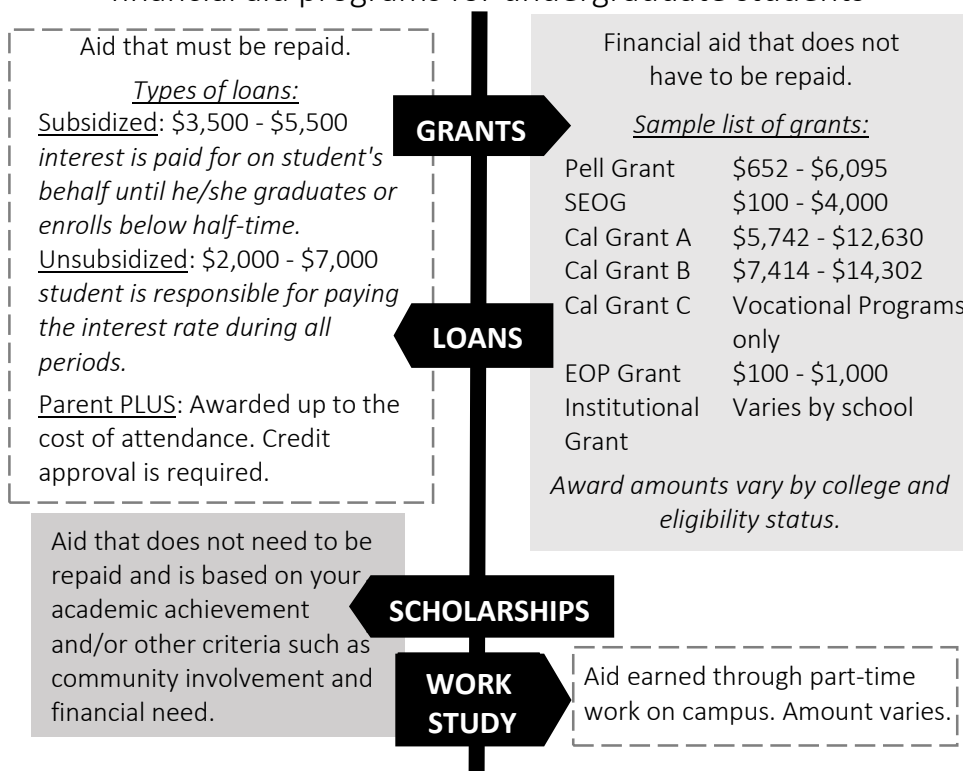 financial aid programs for undergraduate students
GRANTS
Financial aid that does not
have to be repaid.
Sample list of grants:
Pell Grant $652 - $6,095
SEOG $100 - $4,000
Cal Grant A $5,742 - $12,630
Cal Grant B $7,414 - $14,302
Cal Grant C Vocational Programs
only
EOP Grant $100 - $1,000
Institutional Varies by school
Grant
Award amounts vary by college and
eligibility status.
LOANS
Aid that must be repaid.
Types of loans:
Subsidized: $3,500 - $5,500
interest is paid for on student's
behalf until he/she graduates or
enrolls below half-time.
Unsubsidized: $2,000 - $7,000
student is responsible for paying
the interest rate during all
periods.
Parent PLUS: Awarded up to the
cost of attendance. Credit
approval is required.
SCHOLARSHIPS
Aid that does not need to be
repaid and is based on your
academic achievement
and/or other criteria such as
community involvement and
financial need.
WORK
STUDY
Aid earned through part-time
work on campus. Amount varies.